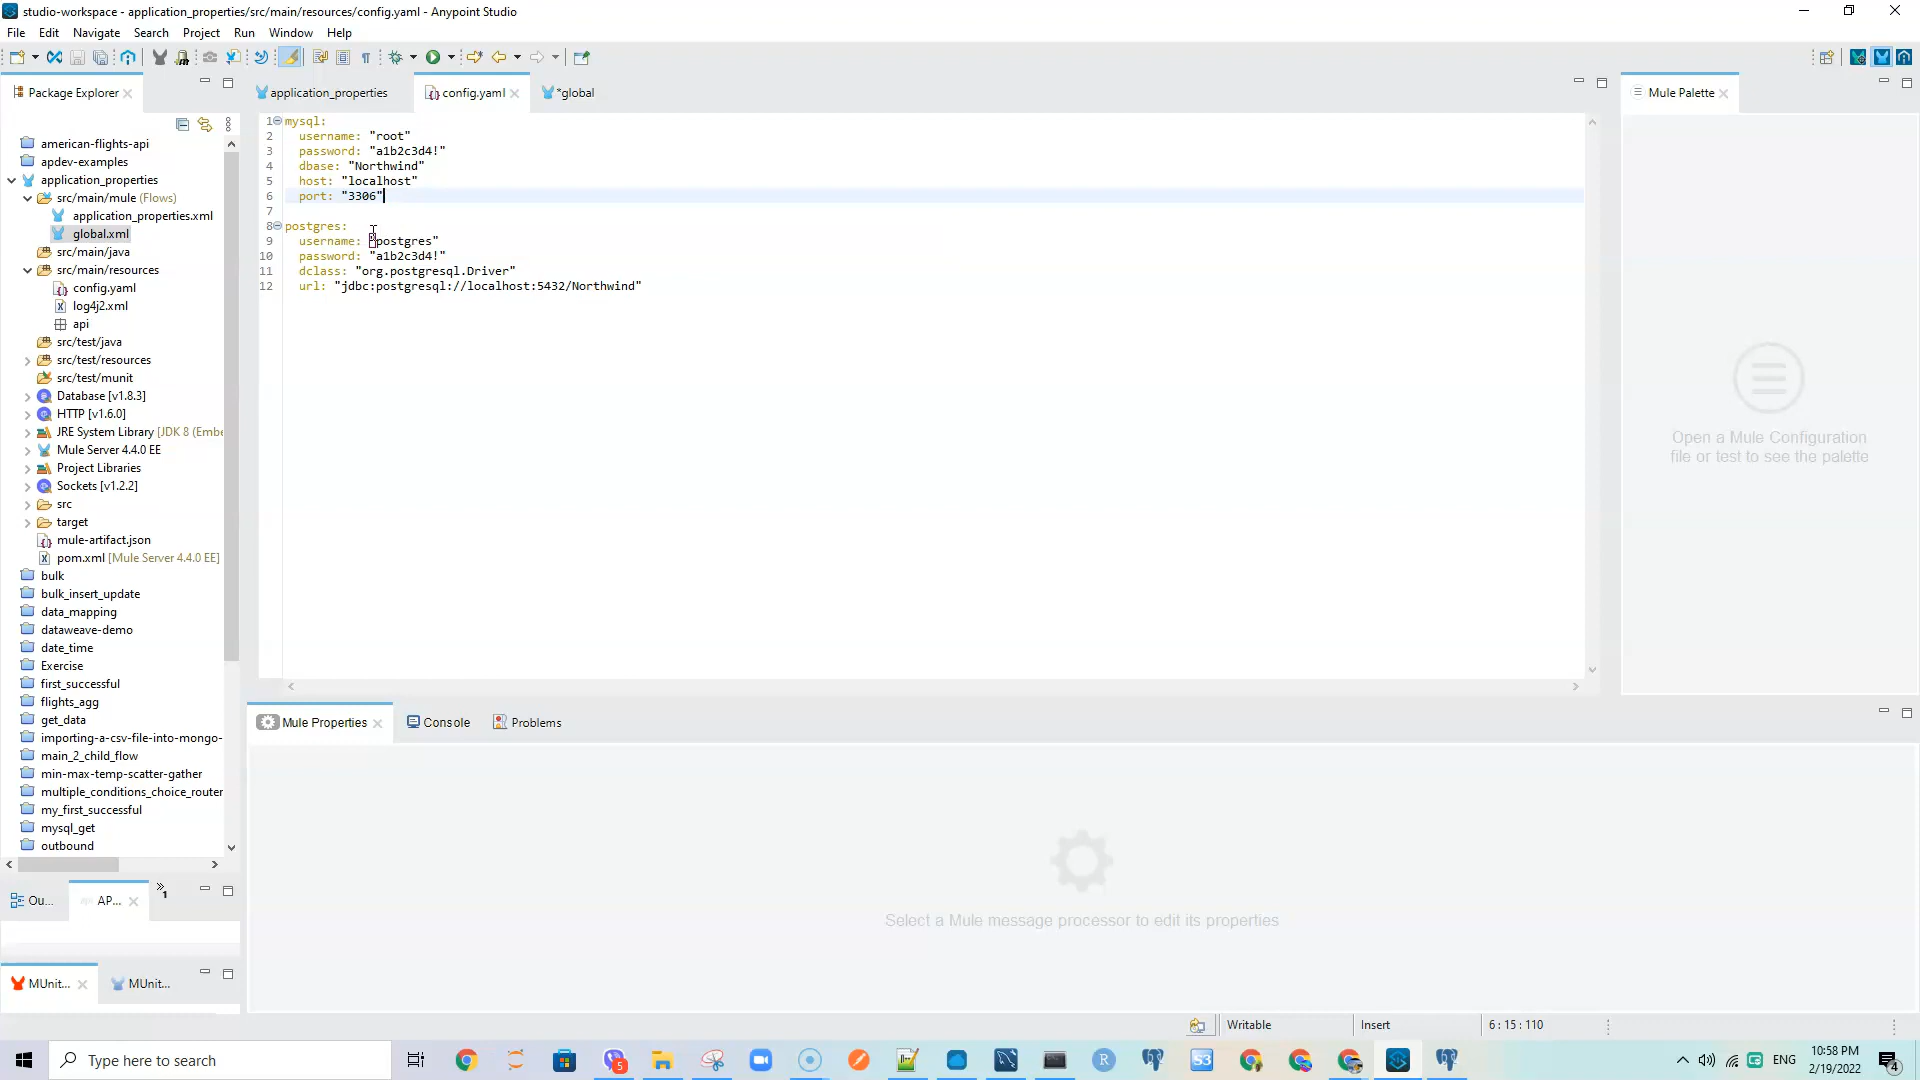 studio-workspace - application_properties/src/main/resources/config.yaml - Anypoint Studio
File Edit Navigate Search Project Run Window Help
Package Explorer
application_properties
config.yaml
*global
Mule Palette
american-flights-api
apdev-examples
application_properties
src/main/mule (Flows)
application_properties.xml
global.xml
src/main/java
src/main/resources
config.yaml
log4j2.xml
api
src/test/java
src/test/resources
src/test/munit
Database [v1.8.3]
HTTP [v1.6.0]
JRE System Library [JDK 8 (Embe
Mule Server 4.4.0 EE
Project Libraries
Sockets [v1.2.2]
src
target
mule-artifact.json
pom.xml [Mule Server 4.4.0 EE]
bulk
bulk_insert_update
data_mapping
dataweave-demo
date_time
Exercise
first_successful
flights_agg
get_data
importing-a-csv-file-into-mongo-
main_2_child_flow
min-max-temp-scatter-gather
multiple_conditions_choice_router
my_first_successful
mysql_get
outbound
1 mysql:
2 username: "root"
3 password: "a1b2c3d4!"
4 dbase: "Northwind"
5 host: "localhost"
6 port: "3306"
7
8 postgres:
9 username: "postgres"
10 password: "a1b2c3d4!"
11 dclass: "org.postgresql.Driver"
12 url: "jdbc:postgresql://localhost:5432/Northwind"
Open a Mule Configuration
file or test to see the palette
Mule Properties
Console
Problems
Select a Mule message processor to edit its properties
Ou...
AP...
1
MUnit...
MUnit...
Writable
Insert
6 : 15 : 110
Type here to search
5
S3
R
ENG
10:58 PM
2/19/2022
4